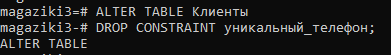 magaziki3=# ALTER TABLE Клиенты
magaziki3-# DROP CONSTRAINT уникальный_телефон;
ALTER TABLE